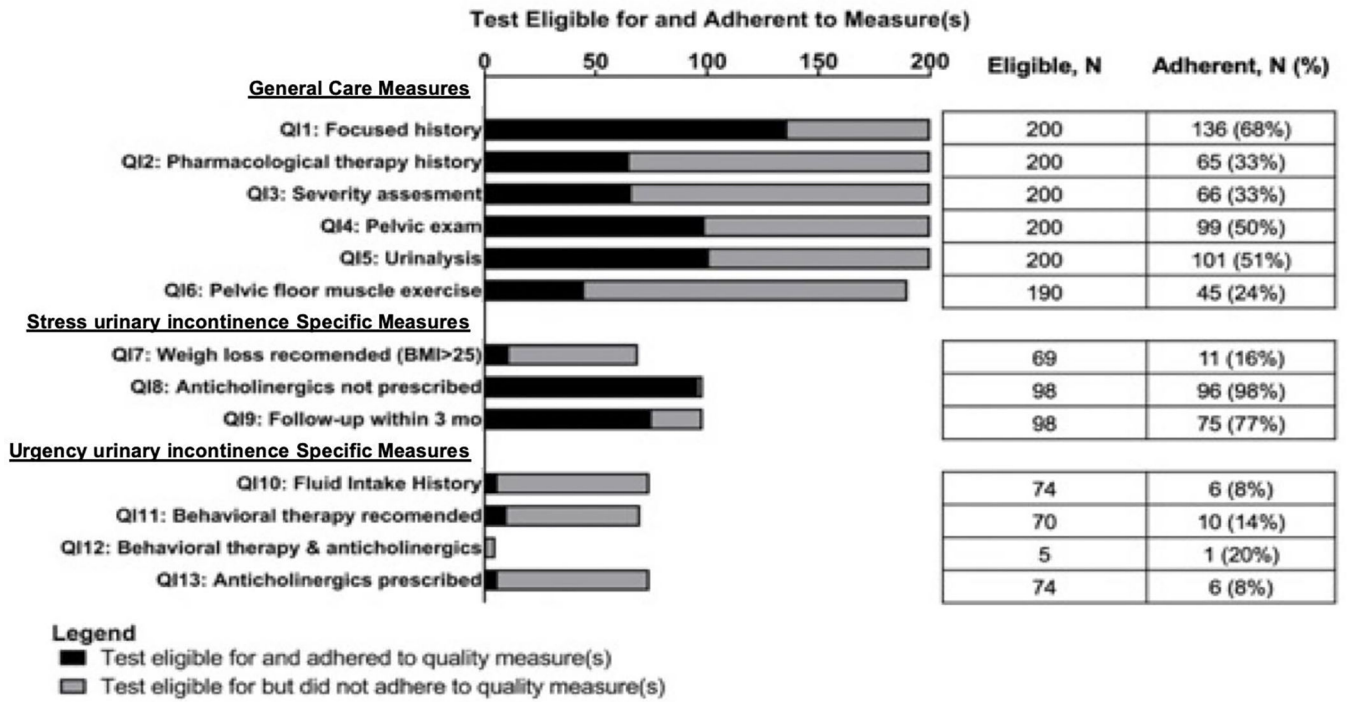 Test Eligible for and Adherent to Measure(s)
0 50 100 150 200 Eligible, N Adherent, N (%)
General Care Measures
QI1: Focused history 200 136 (68%)
QI2: Pharmacological therapy history 200 65 (33%)
QI3: Severity assesment 200 66 (33%)
QI4: Pelvic exam 200 99 (50%)
QI5: Urinalysis 200 101 (51%)
QI6: Pelvic floor muscle exercise 190 45 (24%)
Stress urinary incontinence Specific Measures
QI7: Weigh loss recomended (BMI>25) 69 11 (16%)
QI8: Anticholinergics not prescribed 98 96 (98%)
QI9: Follow-up within 3 mo 98 75 (77%)
Urgency urinary incontinence Specific Measures
QI10: Fluid Intake History 74 6 (8%)
QI11: Behavioral therapy recomended 70 10 (14%)
QI12: Behavioral therapy & anticholinergics 5 1 (20%)
QI13: Anticholinergics prescribed 74 6 (8%)
Legend
Test eligible for and adhered to quality measure(s)
Test eligible for but did not adhere to quality measure(s)